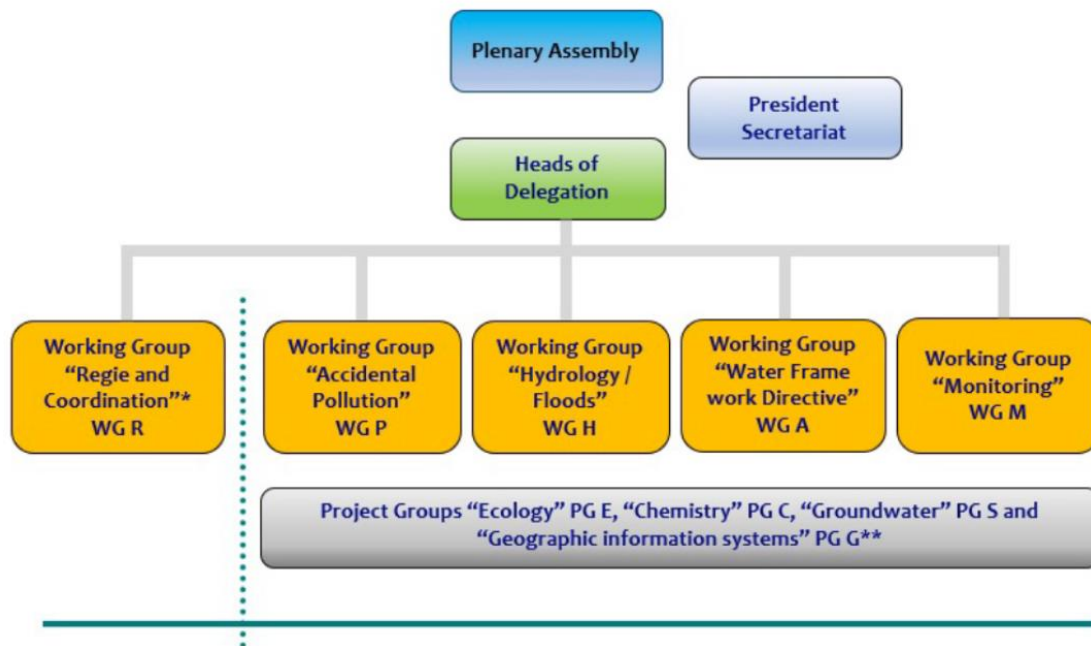 Plenary Assembly
President
Secretariat
Heads of
Delegation
Working Group
“Regie and
Coordination”*
WG R
Working Group
“Accidental
Pollution”
WG P
Working Group
“Hydrology /
Floods”
WG H
Working Group
“Water Frame
work Directive”
WG A
Working Group
“Monitoring”
WG M
Project Groups “Ecology” PG E, “Chemistry” PG C, “Groundwater” PG S and
“Geographic information systems” PG G**